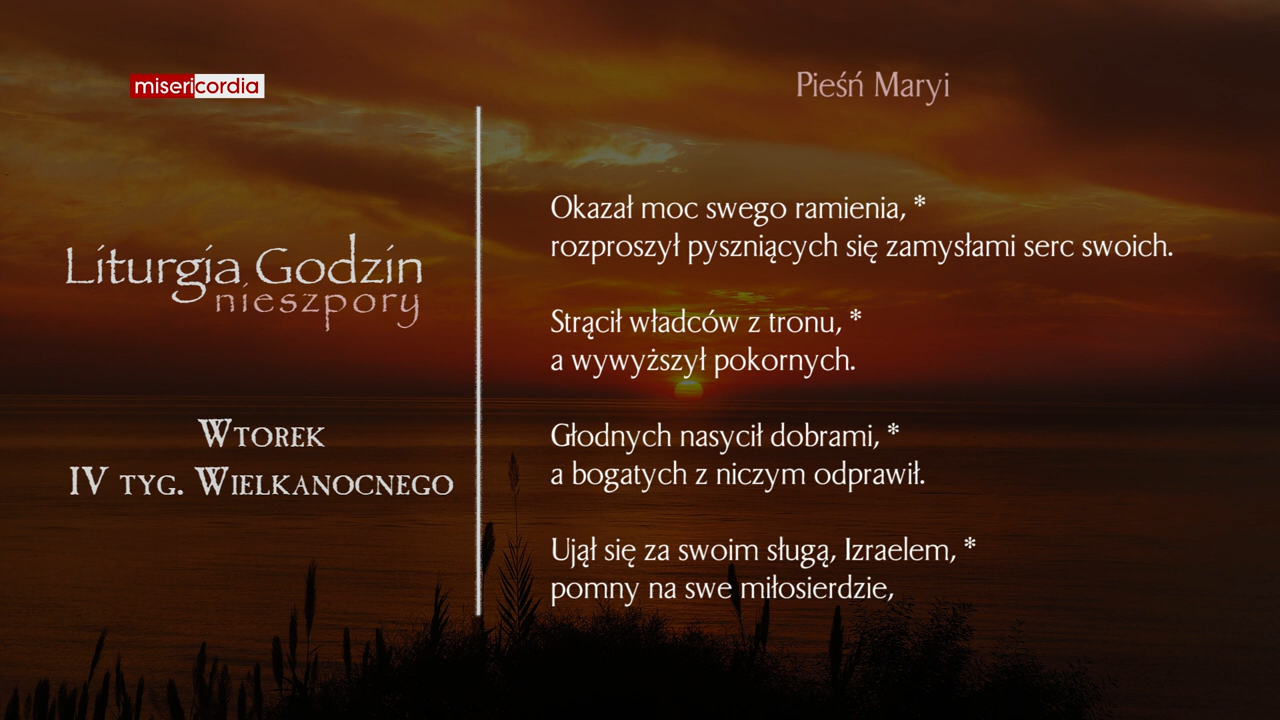 misericordia
Liturgia Godzin
nieszpory
Wtorek
IV tyg. Wielkanocnego
Pieśń Maryi
Okazał moc swego ramienia, *
rozproszył pyszniących się zamysłami serc swoich.
Strącił władców z tronu, *
a wywyższył pokornych.
Głodnych nasycił dobrami, *
a bogatych z niczym odprawił.
Ujął się za swoim sługą, Izraelem, *
pomny na swe miłosierdzie,